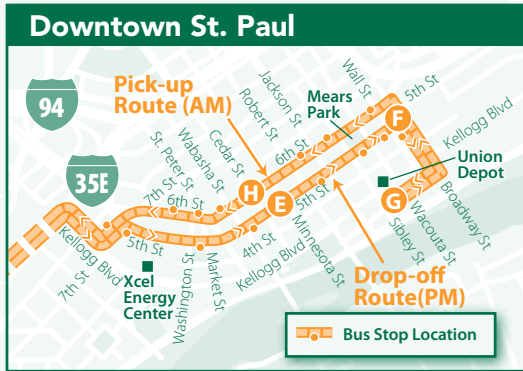 Downtown St. Paul
94
35E
Pick-up
Route (AM)
Jackson St
Robert St
Wall St
5th St
Mears
Park
6th St
F
Kellogg Blvd
Cedar St
Wabasha St
St. Peter St
7th St
6th St
H
E
5th St
Union
Depot
G
Broadway St
Wacouta St
Sibley St
Minnesota St
Kellogg Blvd
7th St
5th St
Xcel
Energy
Center
Washington St
Market St
4th St
Kellogg Blvd
Drop-off
Route(PM)
Bus Stop Location